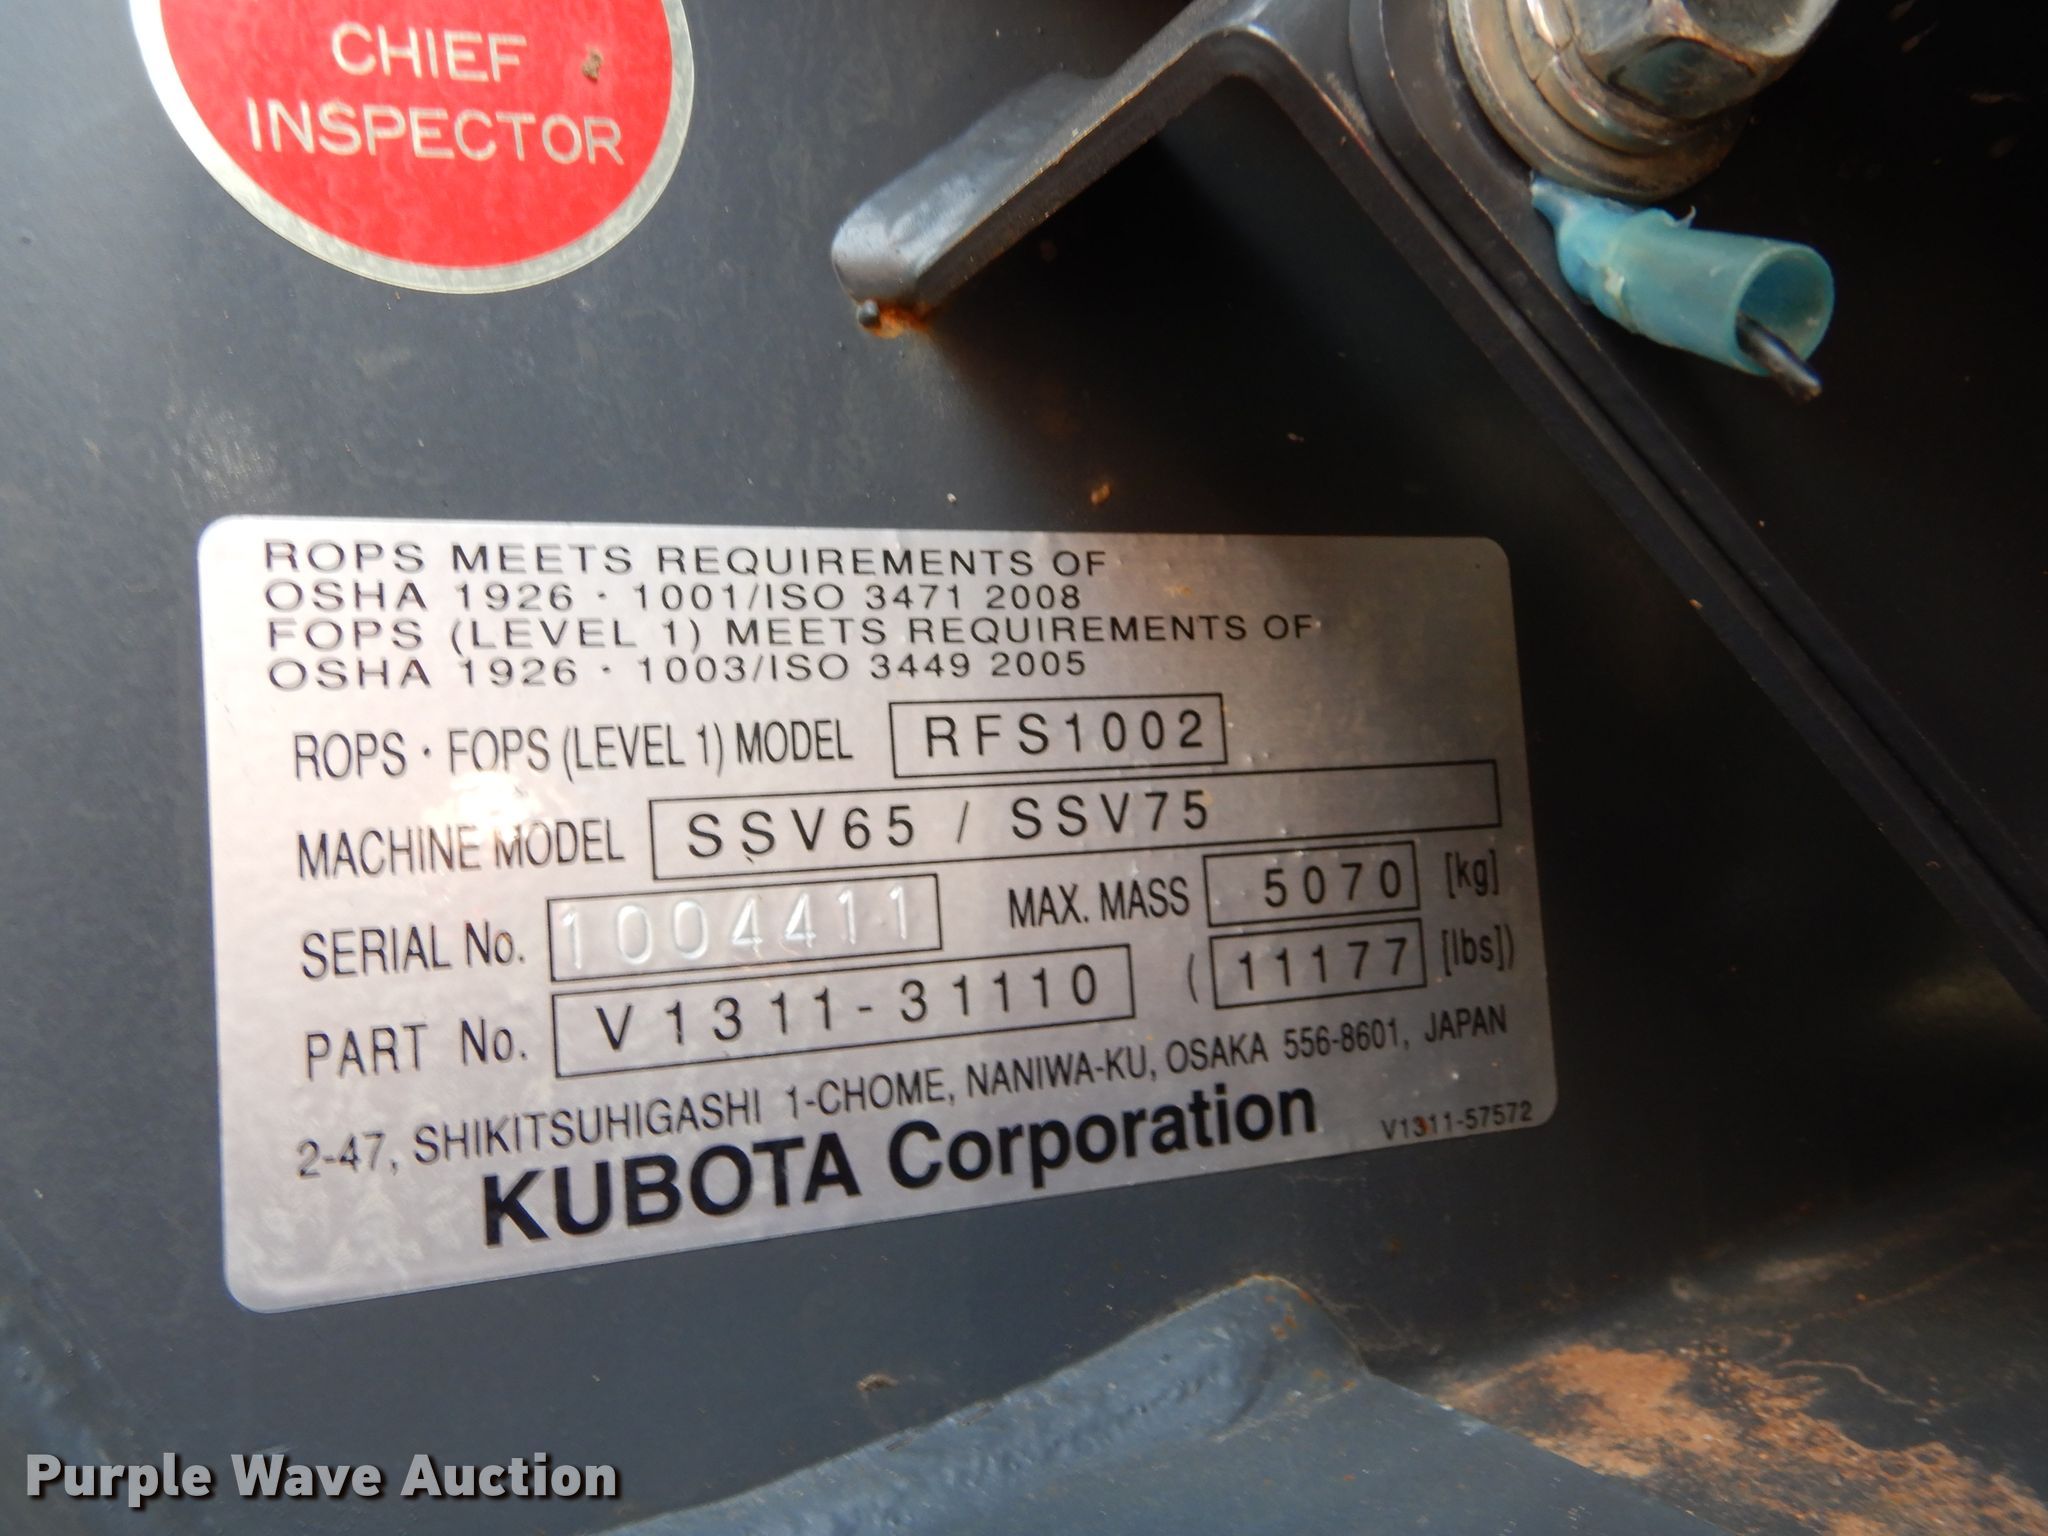 CHIEF
INSPECTOR
ROPS MEETS REQUIREMENTS OF
OSHA 1926・1001/ISO 3471 2008
FOPS (LEVEL 1) MEETS REQUIREMENTS OF
OSHA 1926・1003/ISO 3449 2005
ROPS・FOPS (LEVEL 1) MODEL RFS1002
MACHINE MODEL SSV65 / SSV75
SERIAL No. 1004411 MAX. MASS 5070 [kg]
PART No. V1311-31110 (11177 [lbs])
2-47, SHIKITSUHIGASHI 1-CHOME, NANIWA-KU, OSAKA 556-8601, JAPAN
KUBOTA Corporation V1311-57572
Purple Wave Auction